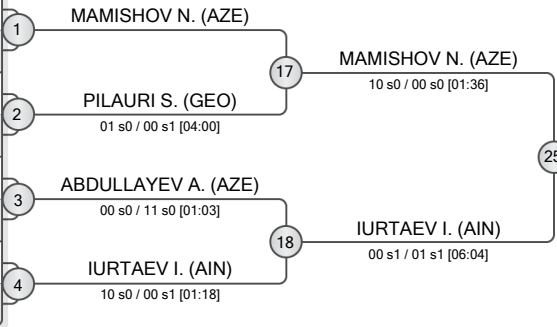 MAMISHOV N. (AZE)
1
17
MAMISHOV N. (AZE)
10 s0 / 00 s0 [01:36]
PILAURI S. (GEO)
2
01 s0 / 00 s1 [04:00]
25
ABDULLAYEV A. (AZE)
3
00 s0 / 11 s0 [01:03]
18
IURTAEV I. (AIN)
00 s1 / 01 s1 [06:04]
IURTAEV I. (AIN)
4
10 s0 / 00 s1 [01:18]